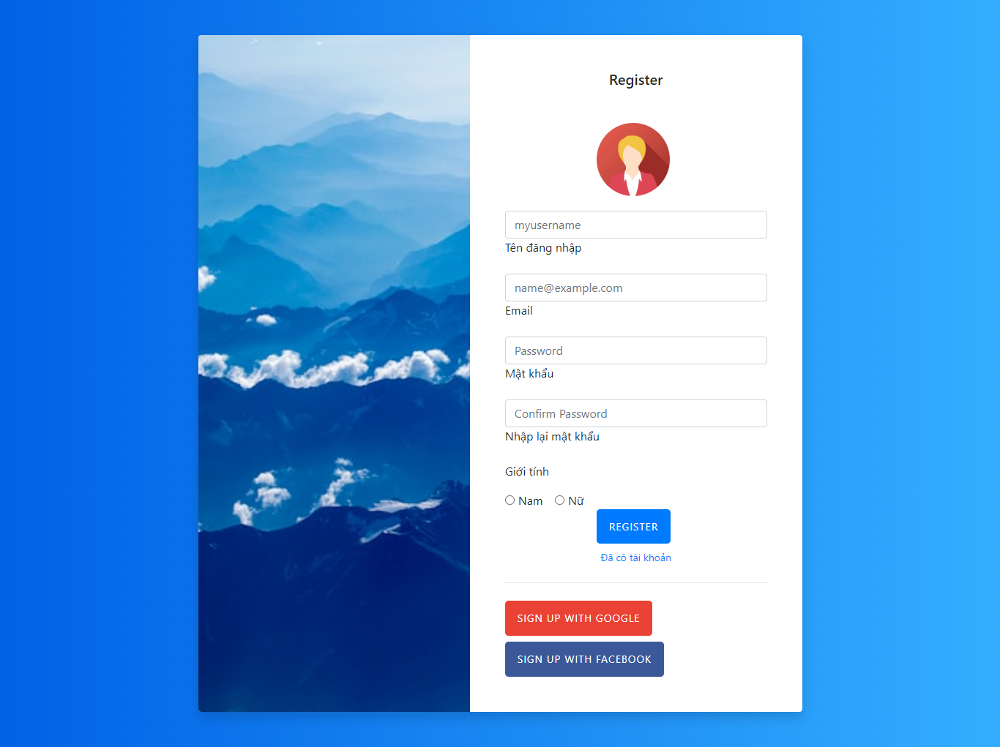 Register
myusername
Tên đăng nhập
name@example.com
Email
Password
Mật khẩu
Confirm Password
Nhập lại mật khẩu
Giới tính
Nam Nữ
REGISTER
Đã có tài khoản
SIGN UP WITH GOOGLE
SIGN UP WITH FACEBOOK